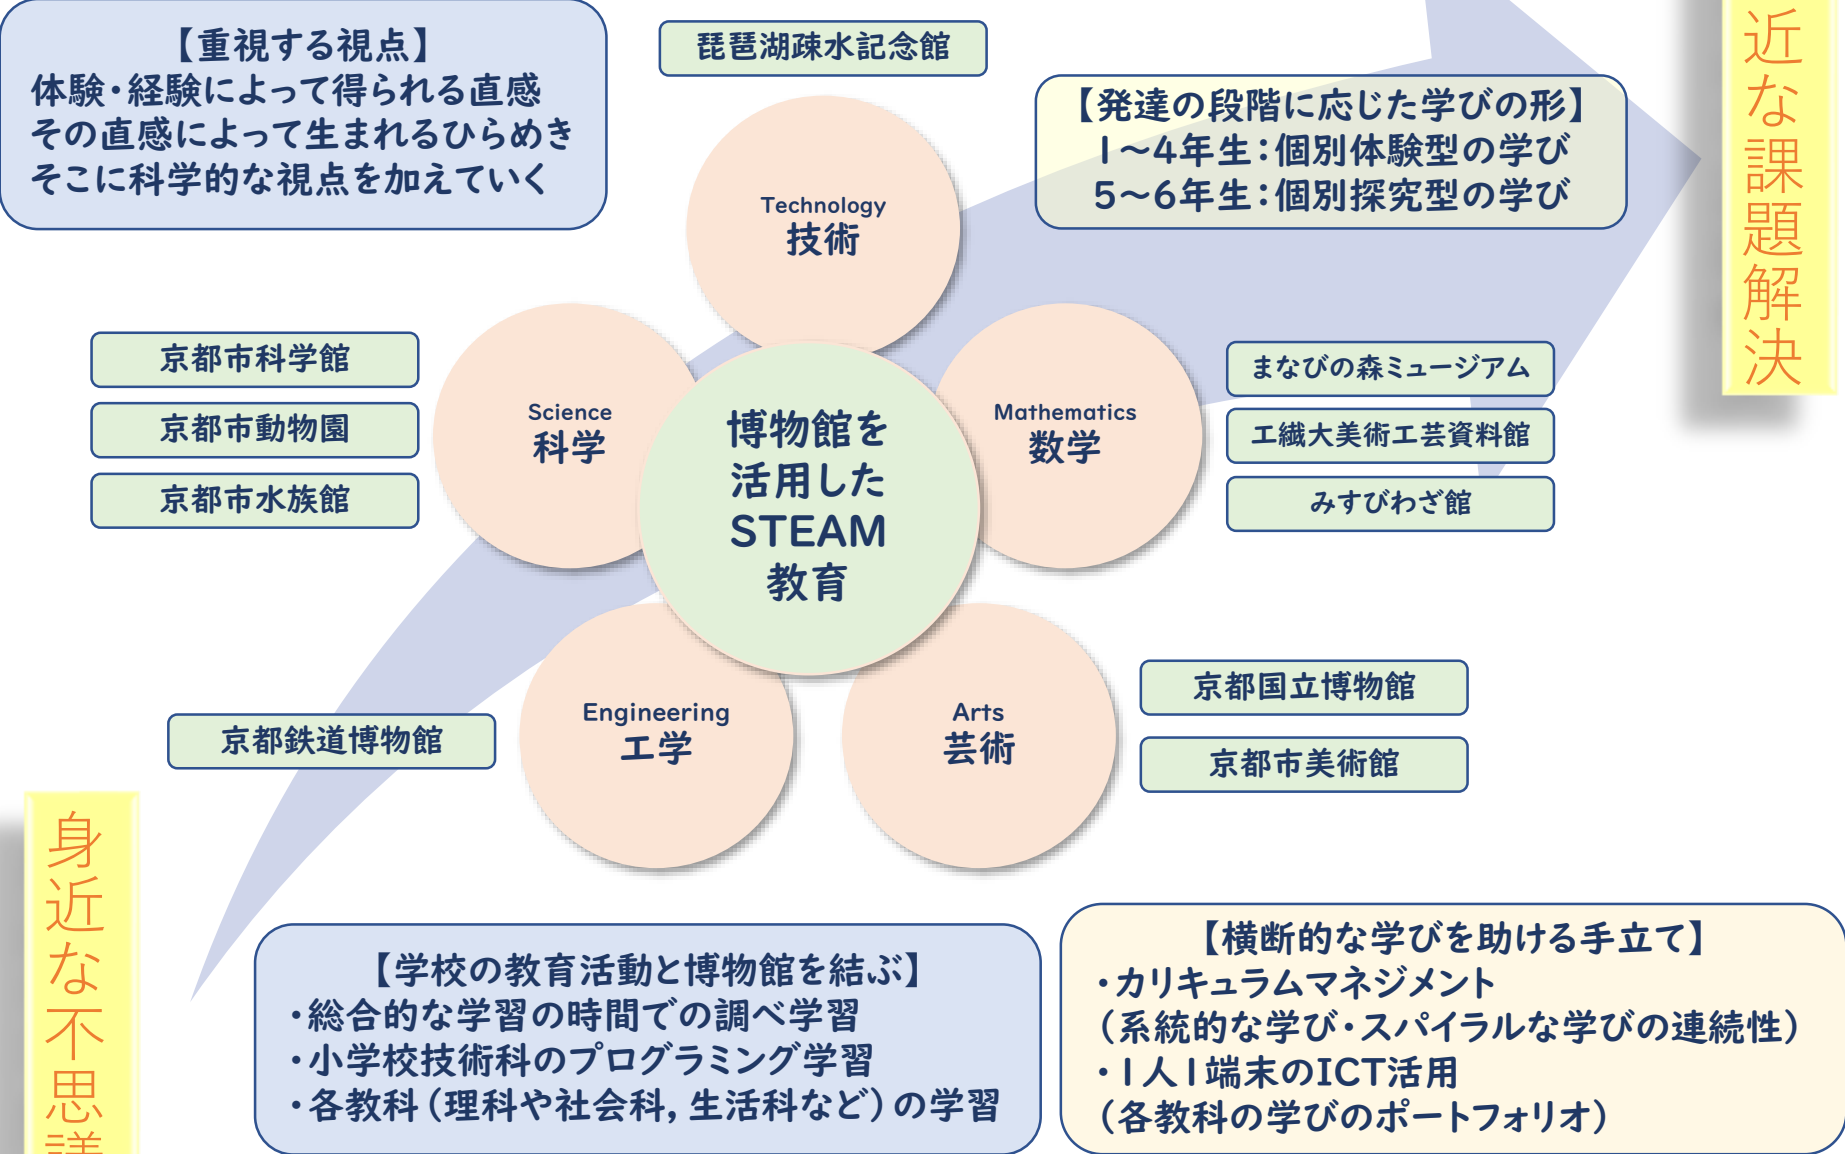 【重視する視点】
体験・経験によって得られる直感
その直感によって生まれるひらめき
そこに科学的な視点を加えていく
琵琶湖疎水記念館
【発達の段階に応じた学びの形】
1～4年生：個別体験型の学び
5～6年生：個別探究型の学び
近な課題解決
Technology
技術
京都市科学館
京都市動物園
京都市水族館
Science
科学
博物館を
活用した
STEAM
教育
Mathematics
数学
まなびの森ミュージアム
工繊大美術工芸資料館
みすびわざ館
京都鉄道博物館
Engineering
工学
Arts
芸術
京都国立博物館
京都市美術館
身近な不思議
【学校の教育活動と博物館を結ぶ】
・総合的な学習の時間での調べ学習
・小学校技術科のプログラミング学習
・各教科（理科や社会科，生活科など）の学習
【横断的な学びを助ける手立て】
・カリキュラムマネジメント
（系統的な学び・スパイラルな学びの連続性）
・1人1端末のICT活用
（各教科の学びのポートフォリオ）